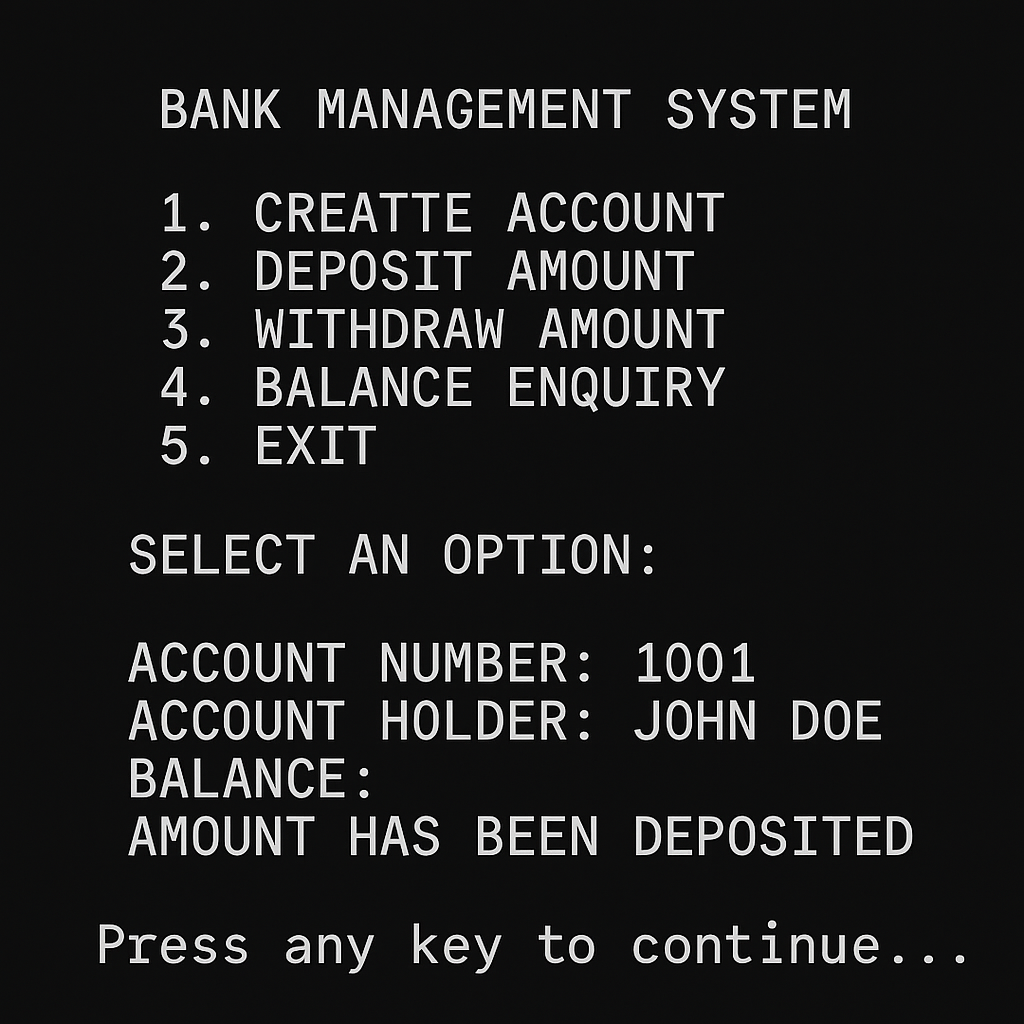 BANK MANAGEMENT SYSTEM
1. CREATTE ACCOUNT
2. DEPOSIT AMOUNT
3. WITHDRAW AMOUNT
4. BALANCE ENQUIRY
5. EXIT
SELECT AN OPTION:
ACCOUNT NUMBER: 1001
ACCOUNT HOLDER: JOHN DOE
BALANCE:
AMOUNT HAS BEEN DEPOSITED
Press any key to continue...